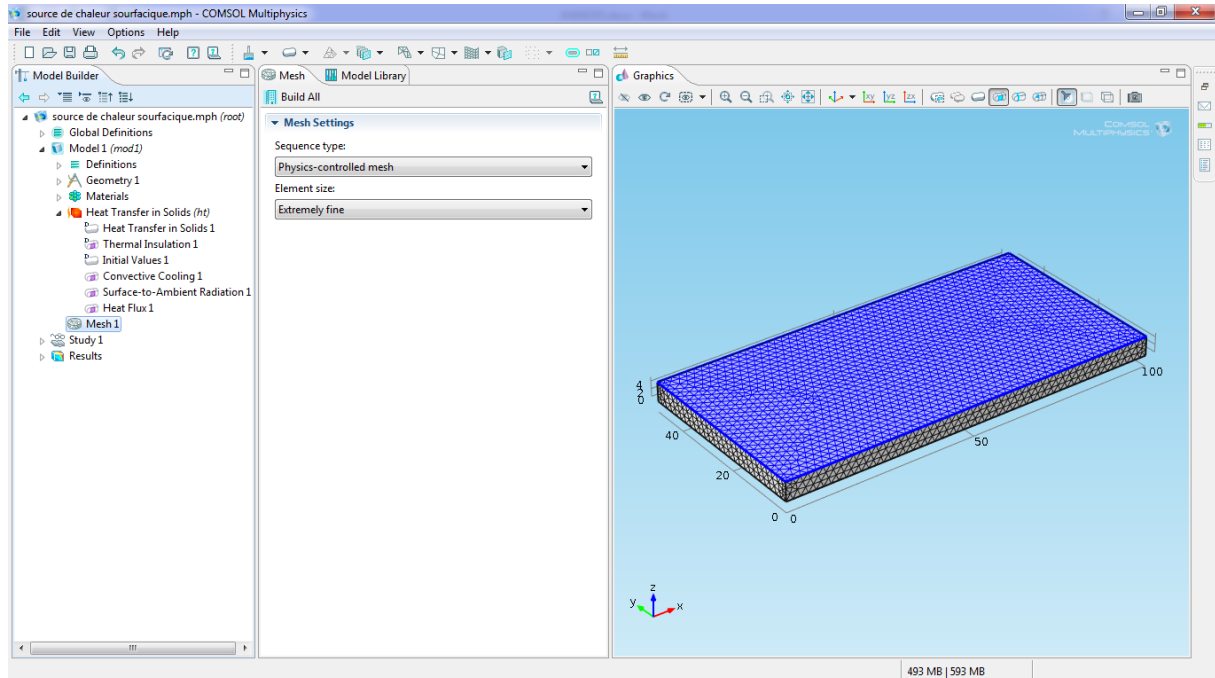 source de chaleur sourfacique.mph - COMSOL Multiphysics
File Edit View Options Help
Model Builder
source de chaleur sourfacique.mph (root)
Global Definitions
Model 1 (mod1)
Definitions
Geometry 1
Materials
Heat Transfer in Solids (ht)
Heat Transfer in Solids 1
Thermal Insulation 1
Initial Values 1
Convective Cooling 1
Surface-to-Ambient Radiation 1
Heat Flux 1
Mesh 1
Study 1
Results
Mesh Model Library
Build All
Mesh Settings
Sequence type:
Physics-controlled mesh
Element size:
Extremely fine
Graphics
xy yz zx
COMSOL
MULTIPHYSICS
4
2
0
100
40
50
20
0 0
z
y x
493 MB | 593 MB